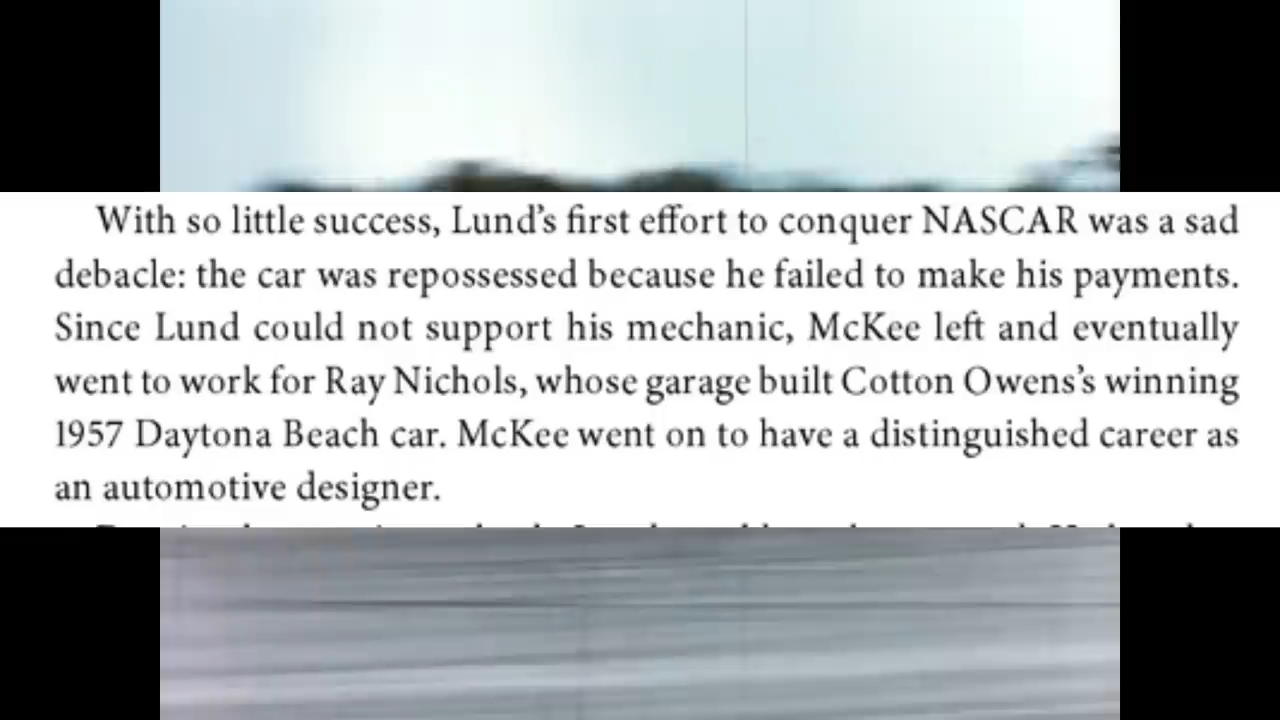 With so little success, Lund’s first effort to conquer NASCAR was a sad
debacle: the car was repossessed because he failed to make his payments.
Since Lund could not support his mechanic, McKee left and eventually
went to work for Ray Nichols, whose garage built Cotton Owens’s winning
1957 Daytona Beach car. McKee went on to have a distinguished career as
an automotive designer.